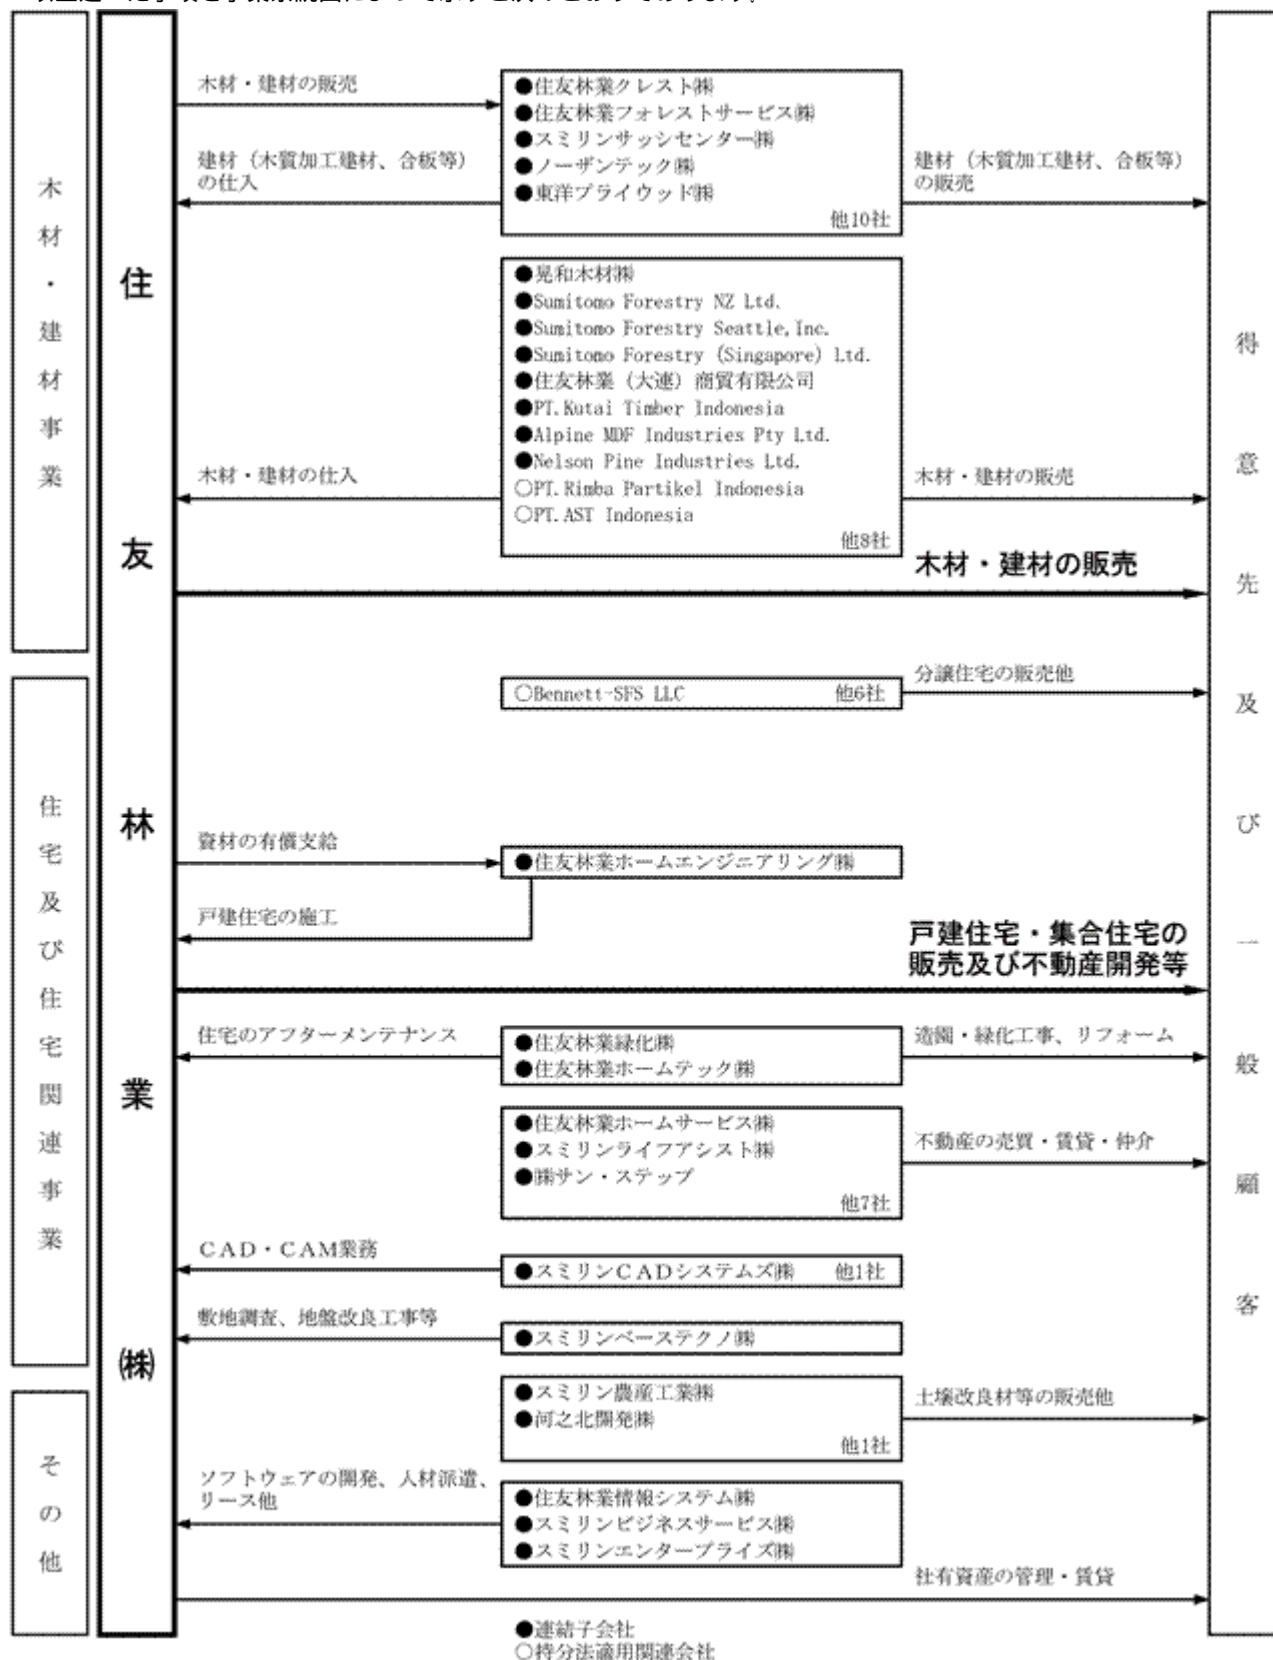 木材・建材事業
住宅及び住宅関連事業
その他
住友林業㈱
木材・建材の販売
建材（木質加工建材、合板等）
の仕入
●住友林業クレスト㈱
●住友林業フォレストサービス㈱
●スミリンサッシセンター㈱
●ノーザンテック㈱
●東洋プライウッド㈱
他10社
建材（木質加工建材、合板等）
の販売
●晃和木材㈱
●Sumitomo Forestry NZ Ltd.
●Sumitomo Forestry Seattle,Inc.
●Sumitomo Forestry (Singapore) Ltd.
●住友林業（大連）商貿有限公司
●PT.Kutai Timber Indonesia
●Alpine MDF Industries Pty Ltd.
●Nelson Pine Industries Ltd.
○PT.Rimba Partikel Indonesia
○PT.AST Indonesia
他8社
木材・建材の仕入
木材・建材の販売
木材・建材の販売
○Bennett-SFS LLC 他6社
分譲住宅の販売他
資材の有償支給
●住友林業ホームエンジニアリング㈱
戸建住宅の施工
戸建住宅・集合住宅の
販売及び不動産開発等
住宅のアフターメンテナンス
●住友林業緑化㈱
●住友林業ホームテック㈱
造園・緑化工事、リフォーム
●住友林業ホームサービス㈱
●スミリンライフアシスト㈱
●㈱サン・ステップ
他7社
不動産の売買・賃貸・仲介
ＣＡＤ・ＣＡＭ業務
●スミリンＣＡＤシステムズ㈱ 他1社
敷地調査、地盤改良工事等
●スミリンベーステクノ㈱
●スミリン農産工業㈱
●河之北開発㈱
他1社
土壌改良材等の販売他
ソフトウェアの開発、人材派遣、
リース他
●住友林業情報システム㈱
●スミリンビジネスサービス㈱
●スミリンエンタープライズ㈱
社有資産の管理・賃貸
得意先及び一般顧客
●連結子会社
○持分法適用関連会社